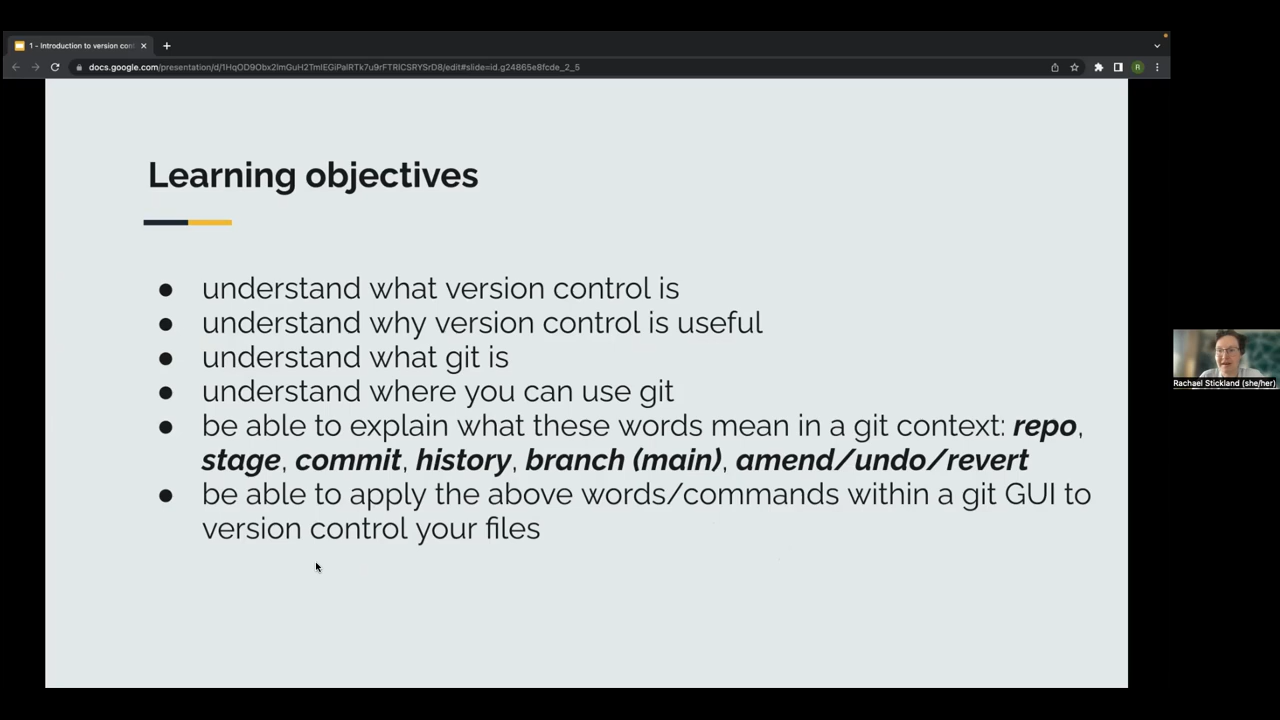 1 - Introduction to version con
docs.google.com/presentation/d/1HqOD9Obx2lmGuH2TmlEGiPalRTk7u9rFTRlCSRYSrD8/edit#slide=id.g24865e8fcde_2_5
R
Learning objectives
● understand what version control is
● understand why version control is useful
● understand what git is
● understand where you can use git
● be able to explain what these words mean in a git context: repo,
stage, commit, history, branch (main), amend/undo/revert
● be able to apply the above words/commands within a git GUI to
version control your files
Rachael Stickland (she/her)